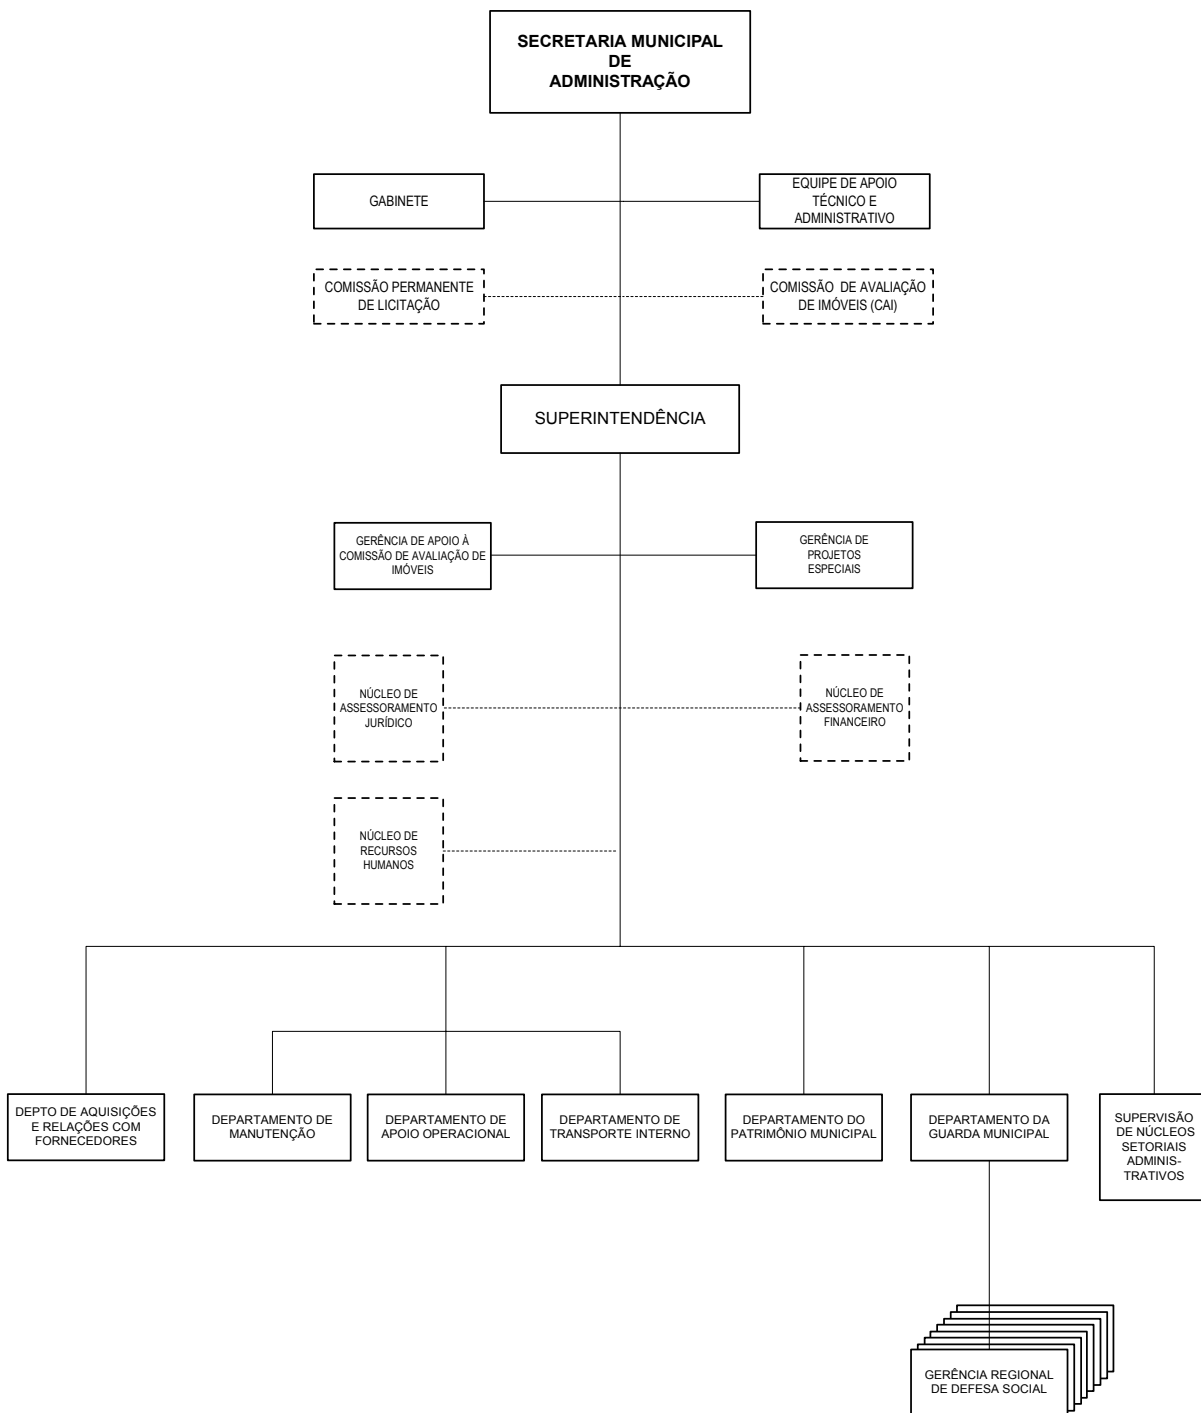 SECRETARIA MUNICIPAL
DE
ADMINISTRAÇÃO
GABINETE
EQUIPE DE APOIO
TÉCNICO E
ADMINISTRATIVO
COMISSÃO PERMANENTE
DE LICITAÇÃO
COMISSÃO DE AVALIAÇÃO
DE IMÓVEIS (CAI)
SUPERINTENDÊNCIA
GERÊNCIA DE APOIO À
COMISSÃO DE AVALIAÇÃO DE
IMÓVEIS
GERÊNCIA DE
PROJETOS
ESPECIAIS
NÚCLEO DE
ASSESSORAMENTO
JURÍDICO
NÚCLEO DE
ASSESSORAMENTO
FINANCEIRO
NÚCLEO DE
RECURSOS
HUMANOS
DEPTO DE AQUISIÇÕES
E RELAÇÕES COM
FORNECEDORES
DEPARTAMENTO DE
MANUTENÇÃO
DEPARTAMENTO DE
APOIO OPERACIONAL
DEPARTAMENTO DE
TRANSPORTE INTERNO
DEPARTAMENTO DO
PATRIMÔNIO MUNICIPAL
DEPARTAMENTO DA
GUARDA MUNICIPAL
SUPERVISÃO
DE NÚCLEOS
SETORIAIS
ADMINIS-
TRATIVOS
GERÊNCIA REGIONAL
DE DEFESA SOCIAL